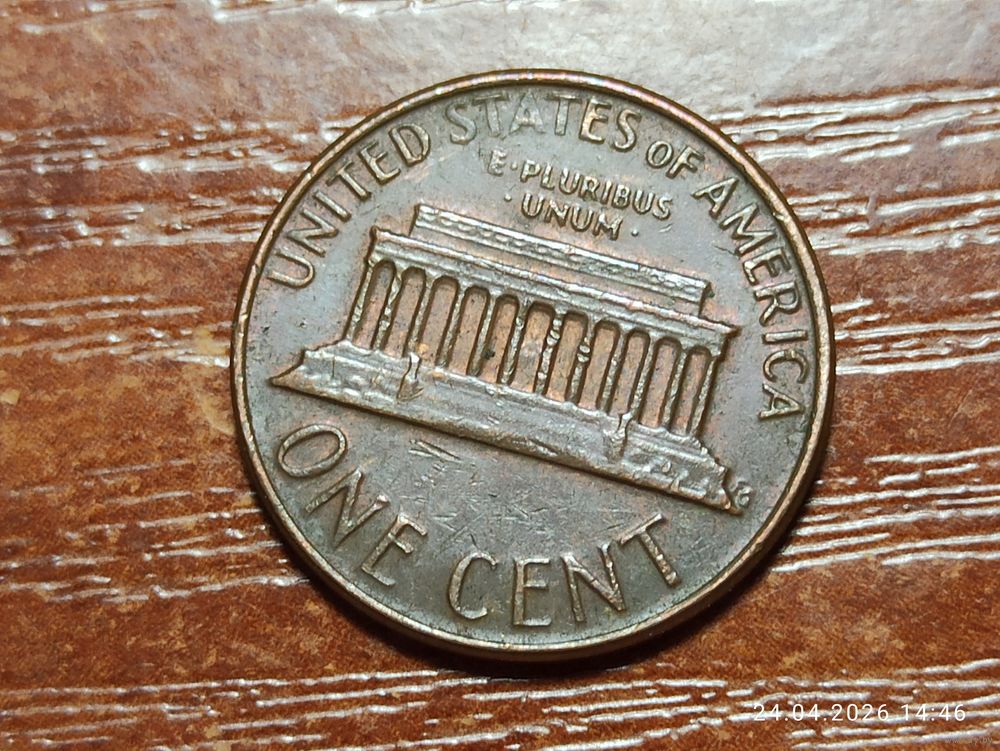 UNITED STATES OF AMERICA
E·PLURIBUS
·UNUM·
ONE CENT
24.04.2026 14:46